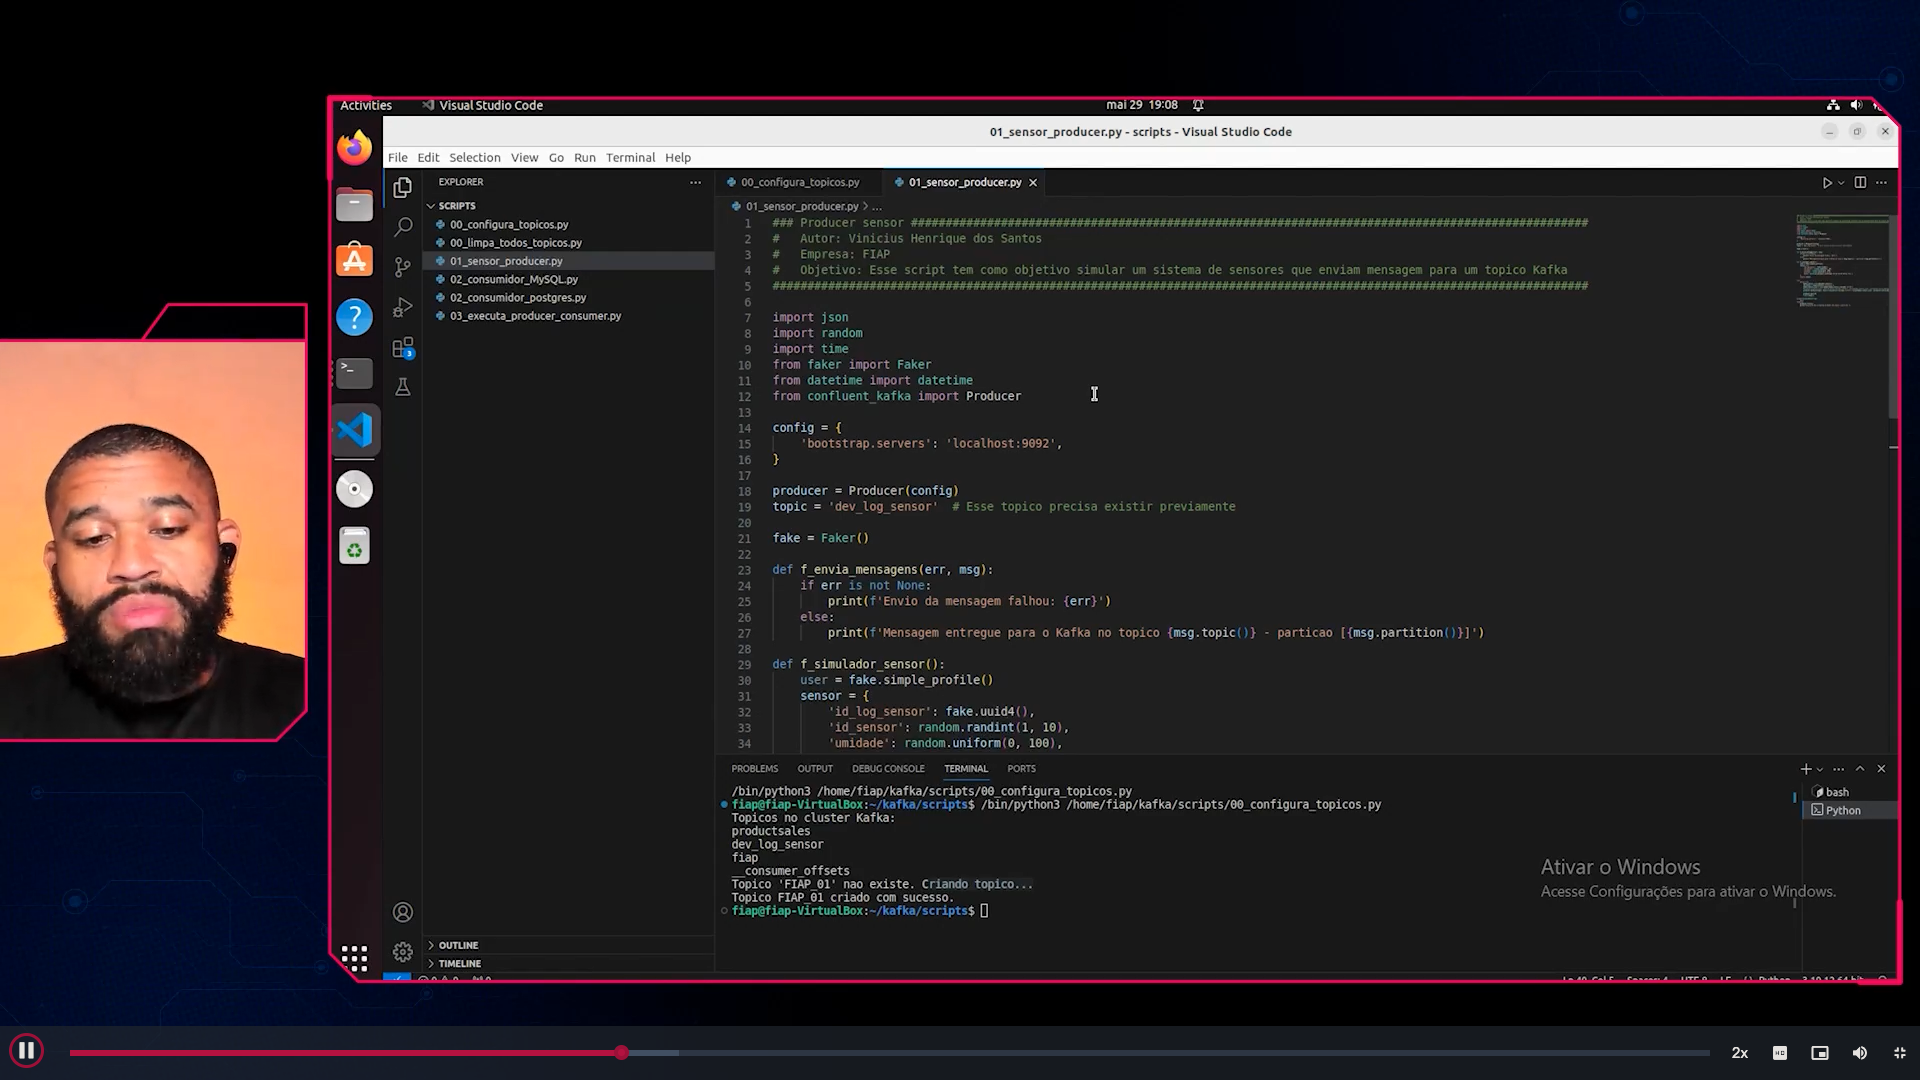 Activities
Visual Studio Code
mai 29 19:08
01_sensor_producer.py - scripts - Visual Studio Code
File Edit Selection View Go Run Terminal Help
EXPLORER
SCRIPTS
00_configura_topicos.py
00_limpa_todos_topicos.py
01_sensor_producer.py
02_consumidor_MySQL.py
02_consumidor_postgres.py
03_executa_producer_consumer.py
3
OUTLINE
TIMELINE
00_configura_topicos.py
01_sensor_producer.py
01_sensor_producer.py > ...
1 ### Producer sensor ##################################################################################################
2 #   Autor: Vinicius Henrique dos Santos
3 #   Empresa: FIAP
4 #   Objetivo: Esse script tem como objetivo simular um sistema de sensores que enviam mensagem para um topico Kafka
5 ######################################################################################################################
6
7 import json
8 import random
9 import time
10 from faker import Faker
11 from datetime import datetime
12 from confluent_kafka import Producer
13
14 config = {
15     'bootstrap.servers': 'localhost:9092',
16 }
17
18 producer = Producer(config)
19 topic = 'dev_log_sensor'  # Esse topico precisa existir previamente
20
21 fake = Faker()
22
23 def f_envia_mensagens(err, msg):
24     if err is not None:
25         print(f'Envio da mensagem falhou: {err}')
26     else:
27         print(f'Mensagem entregue para o Kafka no topico {msg.topic()} - particao [{msg.partition()}]')
28
29 def f_simulador_sensor():
30     user = fake.simple_profile()
31     sensor = {
32         'id_log_sensor': fake.uuid4(),
33         'id_sensor': random.randint(1, 10),
34         'umidade': random.uniform(0, 100),
PROBLEMS OUTPUT DEBUG CONSOLE TERMINAL PORTS
/bin/python3 /home/fiap/kafka/scripts/00_configura_topicos.py
fiap@fiap-VirtualBox:~/kafka/scripts$ /bin/python3 /home/fiap/kafka/scripts/00_configura_topicos.py
Topicos no cluster Kafka:
productsales
dev_log_sensor
fiap
__consumer_offsets
Topico 'FIAP_01' nao existe. Criando topico...
Topico FIAP_01 criado com sucesso.
fiap@fiap-VirtualBox:~/kafka/scripts$
bash
Python
Ativar o Windows
Acesse Configurações para ativar o Windows.
2x